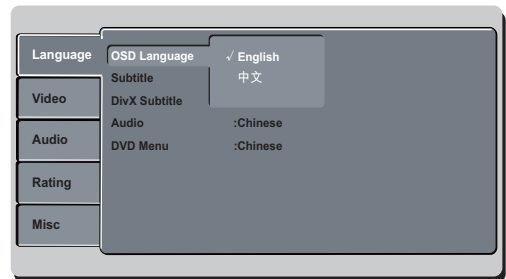 Language
Video
Audio
Rating
Misc
OSD Language
Subtitle
DivX Subtitle
Audio :Chinese
DVD Menu :Chinese
√ English
中文